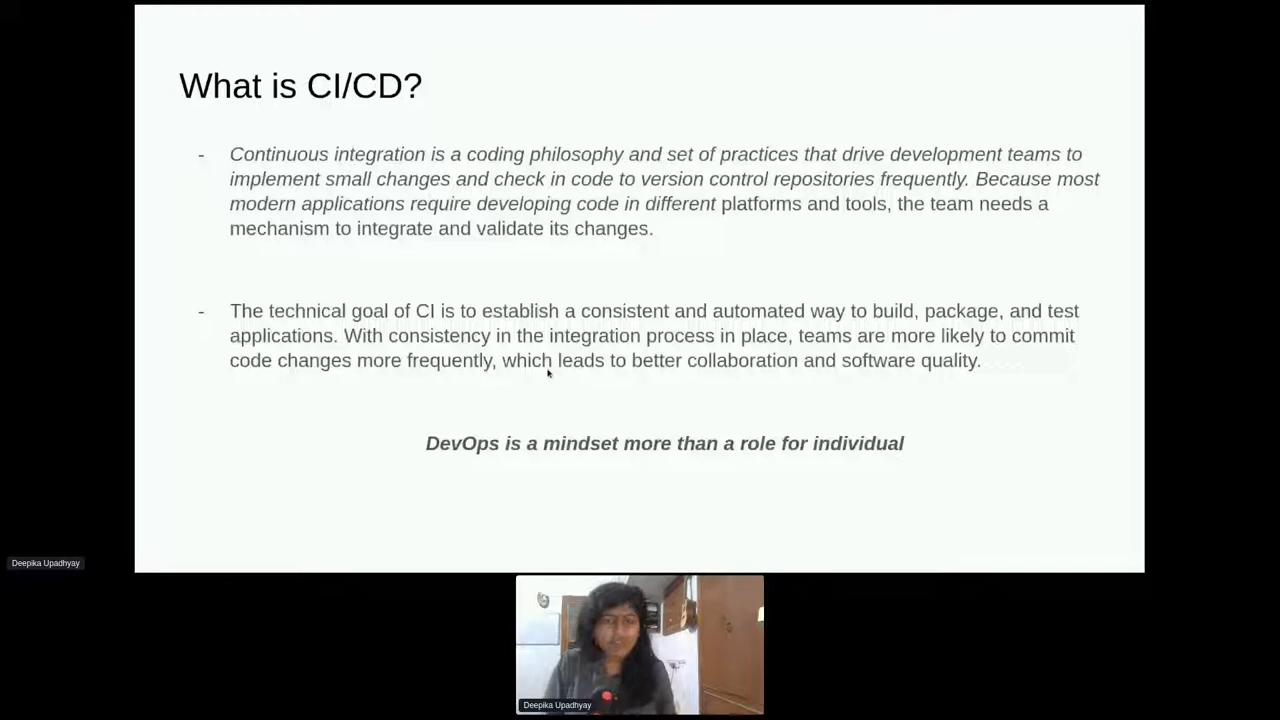 What is CI/CD?
- Continuous integration is a coding philosophy and set of practices that drive development teams to
implement small changes and check in code to version control repositories frequently. Because most
modern applications require developing code in different platforms and tools, the team needs a
mechanism to integrate and validate its changes.
- The technical goal of CI is to establish a consistent and automated way to build, package, and test
applications. With consistency in the integration process in place, teams are more likely to commit
code changes more frequently, which leads to better collaboration and software quality.
DevOps is a mindset more than a role for individual
Deepika Upadhyay
Deepika Upadhyay